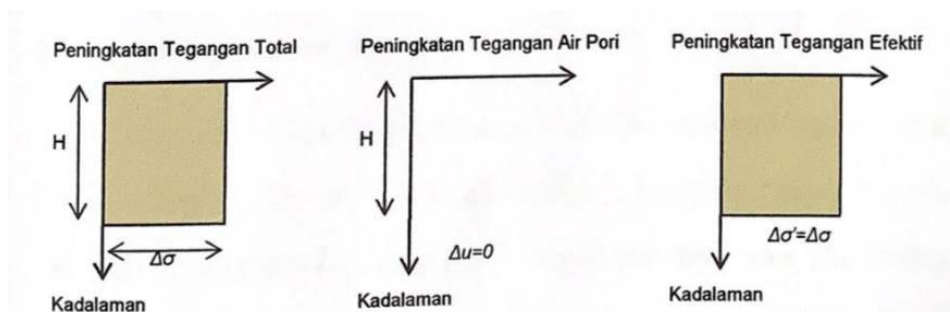 Peningkatan Tegangan Total
H
Δσ
Kadalaman
Peningkatan Tegangan Air Pori
H
Δu=0
Kadalaman
Peningkatan Tegangan Efektif
Δσ'=Δσ
Kadalaman